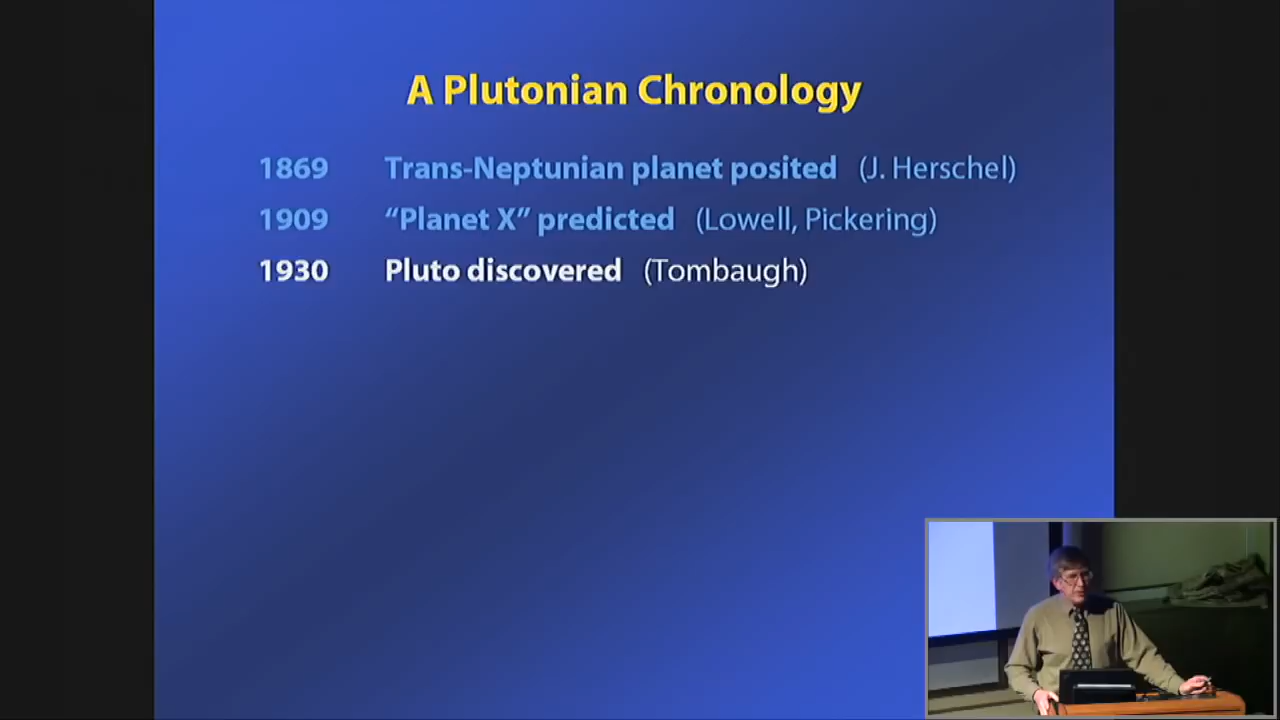 A Plutonian Chronology
1869 Trans-Neptunian planet posited (J. Herschel)
1909 “Planet X” predicted (Lowell, Pickering)
1930 Pluto discovered (Tombaugh)